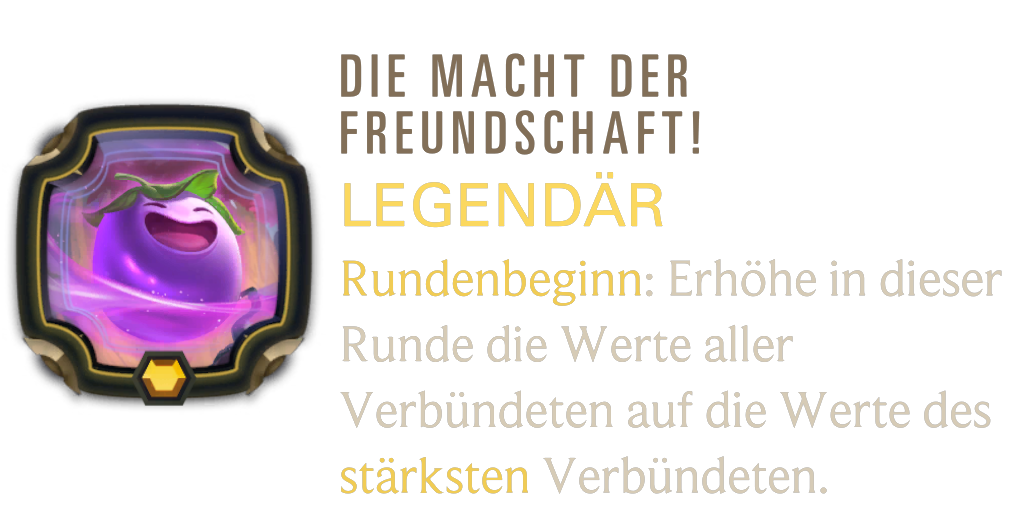 DIE MACHT DER
FREUNDSCHAFT!
LEGENDÄR
Rundenbeginn: Erhöhe in dieser
Runde die Werte aller
Verbündeten auf die Werte des
stärksten Verbündeten.